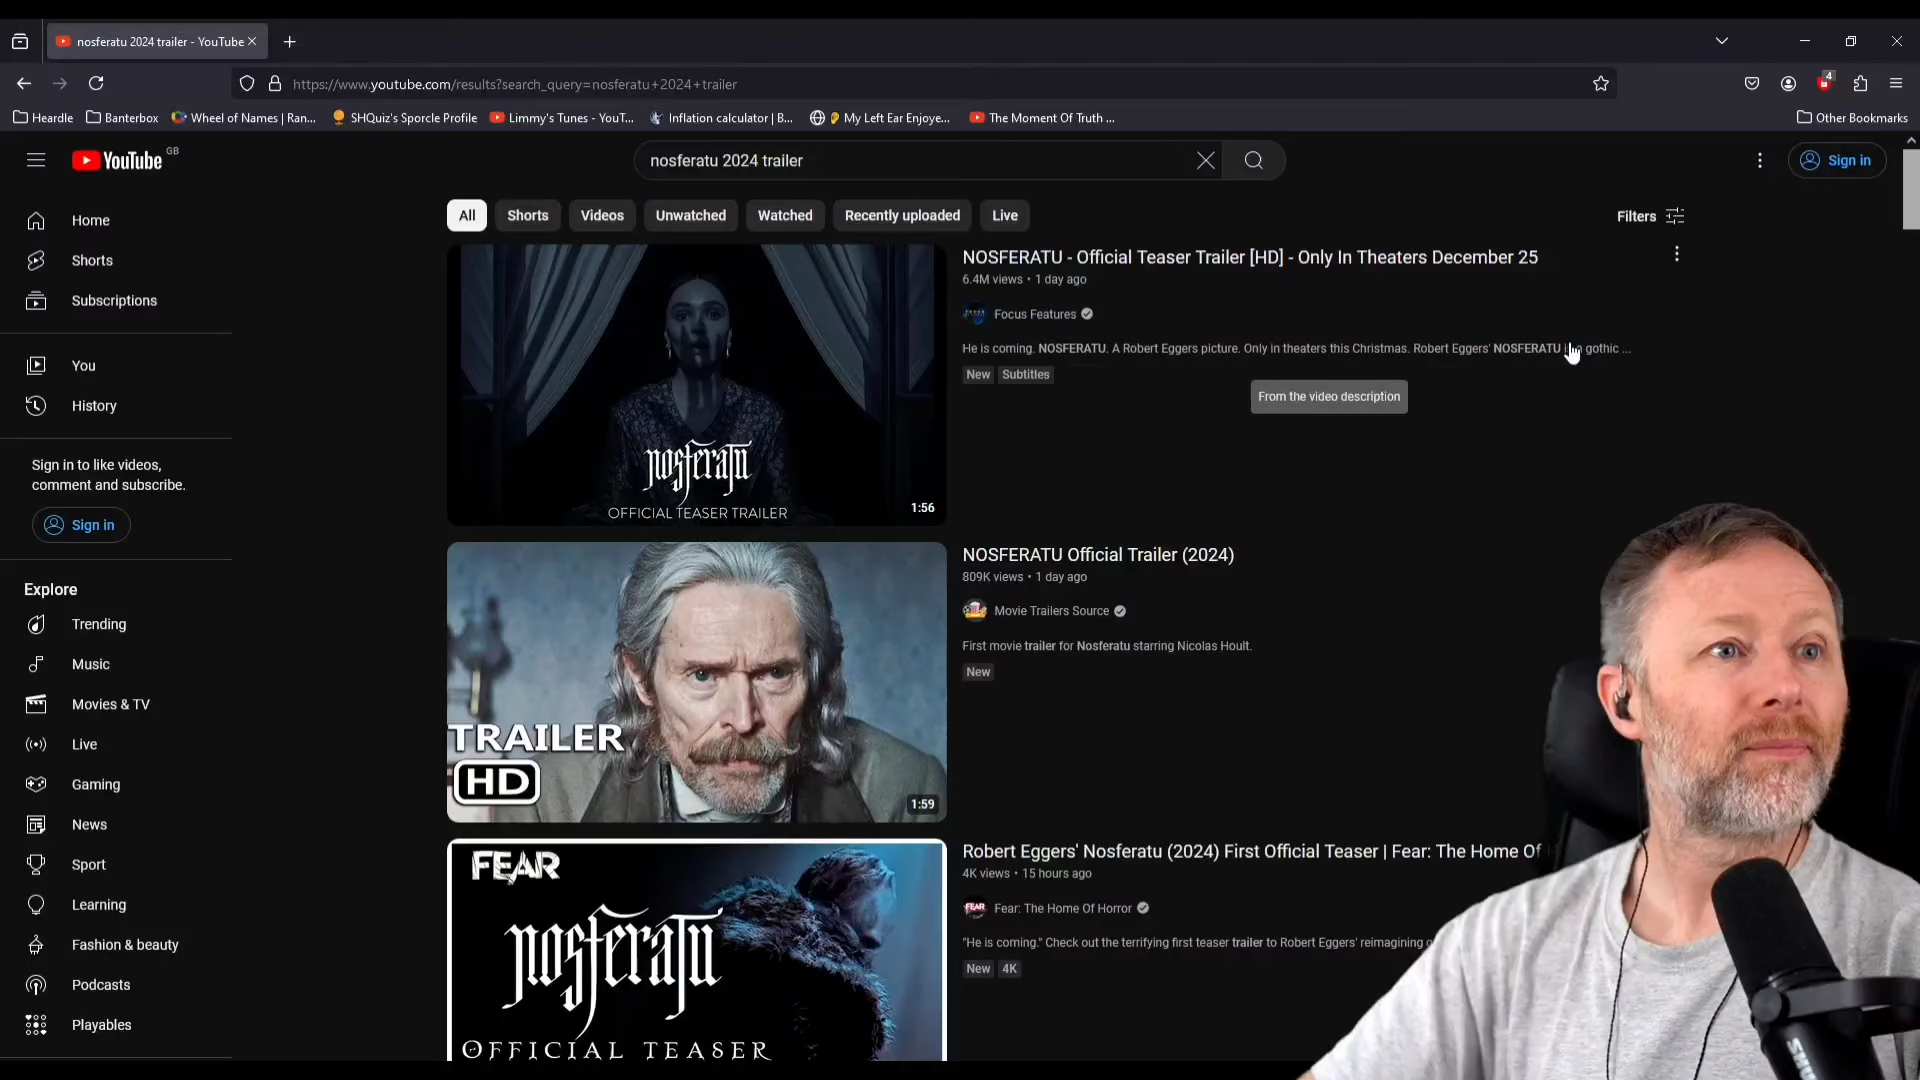 nosferatu 2024 trailer - YouTube
https://www.youtube.com/results?search_query=nosferatu+2024+trailer
4
Heardle
Banterbox
Wheel of Names | Ran...
SHQuiz's Sporcle Profile
Limmy's Tunes - YouT...
Inflation calculator | B...
My Left Ear Enjoye...
The Moment Of Truth ...
Other Bookmarks
YouTube GB
nosferatu 2024 trailer
Sign in
Home
Shorts
Subscriptions
You
History
Sign in to like videos,
comment and subscribe.
Sign in
Explore
Trending
Music
Movies & TV
Live
Gaming
News
Sport
Learning
Fashion & beauty
Podcasts
Playables
All
Shorts
Videos
Unwatched
Watched
Recently uploaded
Live
Filters
nosferatu
OFFICIAL TEASER TRAILER
1:56
NOSFERATU - Official Teaser Trailer [HD] - Only In Theaters December 25
6.4M views • 1 day ago
Focus Features
He is coming. NOSFERATU. A Robert Eggers picture. Only in theaters this Christmas. Robert Eggers' NOSFERATU gothic ...
New
Subtitles
From the video description
TRAILER
HD
1:59
NOSFERATU Official Trailer (2024)
809K views • 1 day ago
Movie Trailers Source
First movie trailer for Nosferatu starring Nicolas Hoult.
New
FEAR
nosferatu
OFFICIAL TEASER
Robert Eggers' Nosferatu (2024) First Official Teaser | Fear: The Home Of
4K views • 15 hours ago
FEAR
Fear: The Home Of Horror
"He is coming." Check out the terrifying first teaser trailer to Robert Eggers' reimagining
New
4K